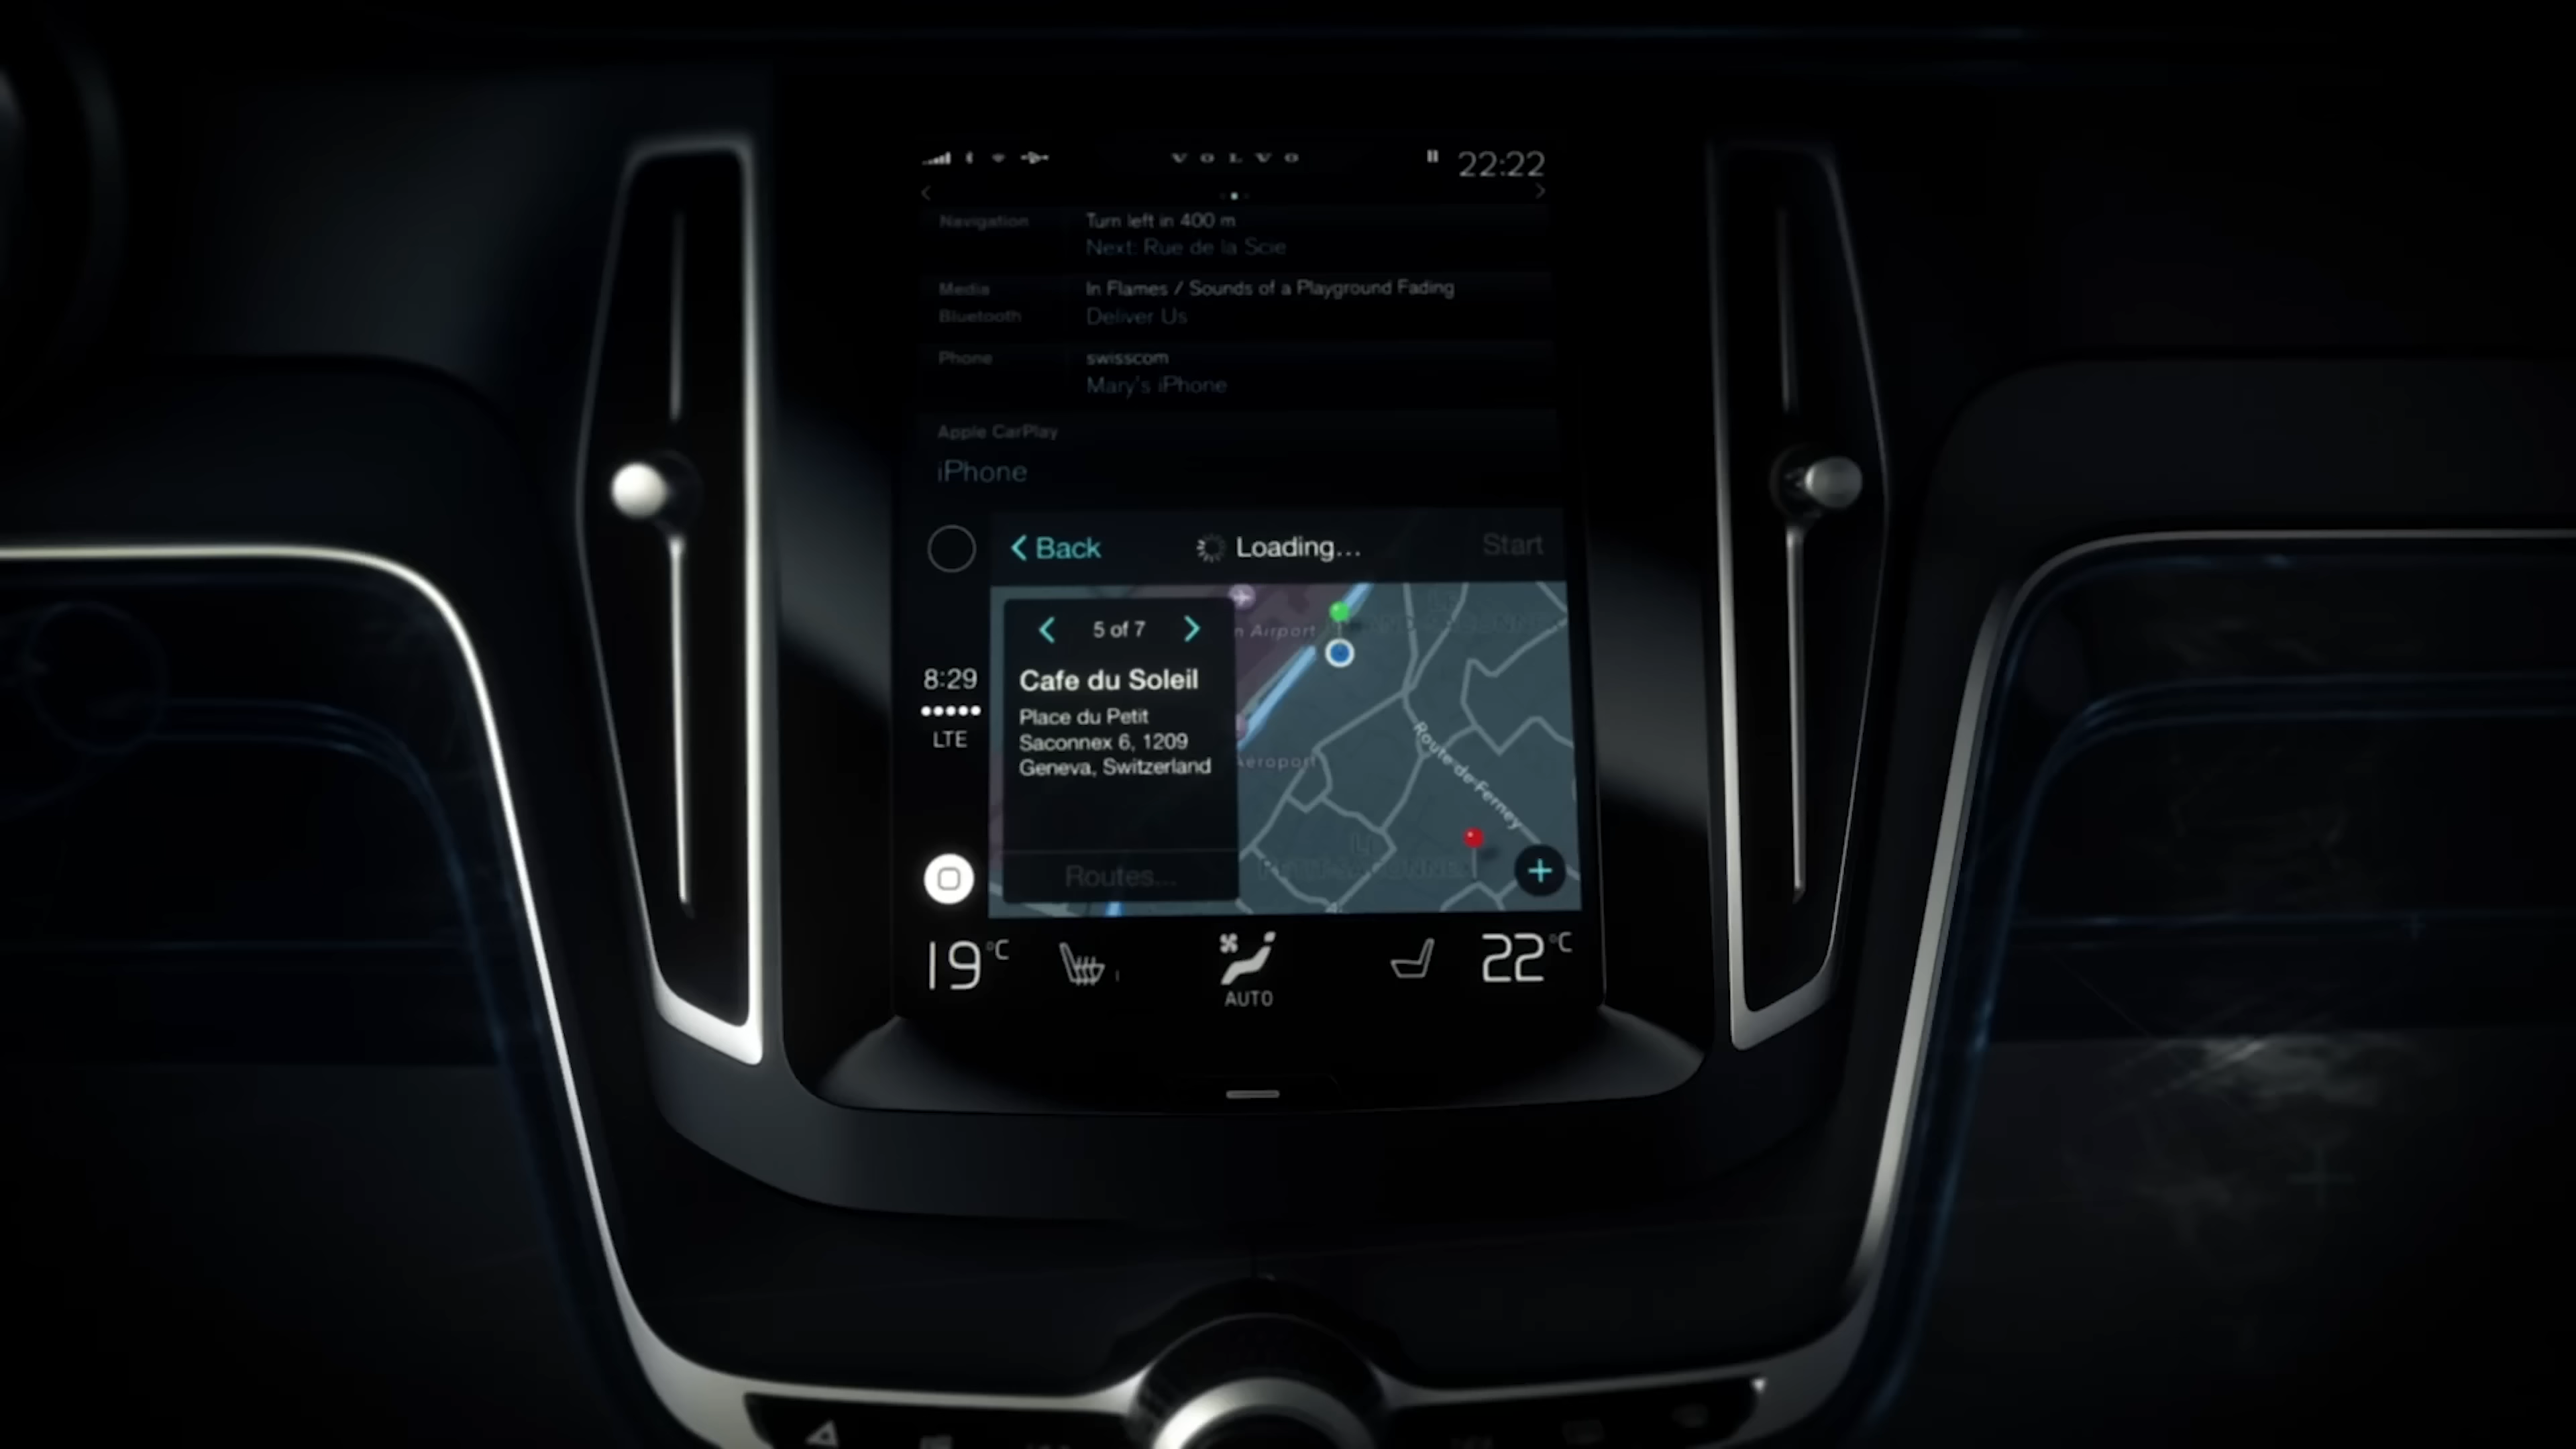 VOLVO
22:22
Navigation
Turn left in 400 m
Next: Rue de la Scie
Media
In Flames / Sounds of a Playground Fading
Bluetooth
Deliver Us
Phone
swisscom
Mary's iPhone
Apple CarPlay
iPhone
Back
Loading...
Start
5 of 7
Cafe du Soleil
Place du Petit
Saconnex 6, 1209
Geneva, Switzerland
Routes...
8:29
LTE
n Airport
Aéroport
Route de Ferney
19°C
AUTO
22°C